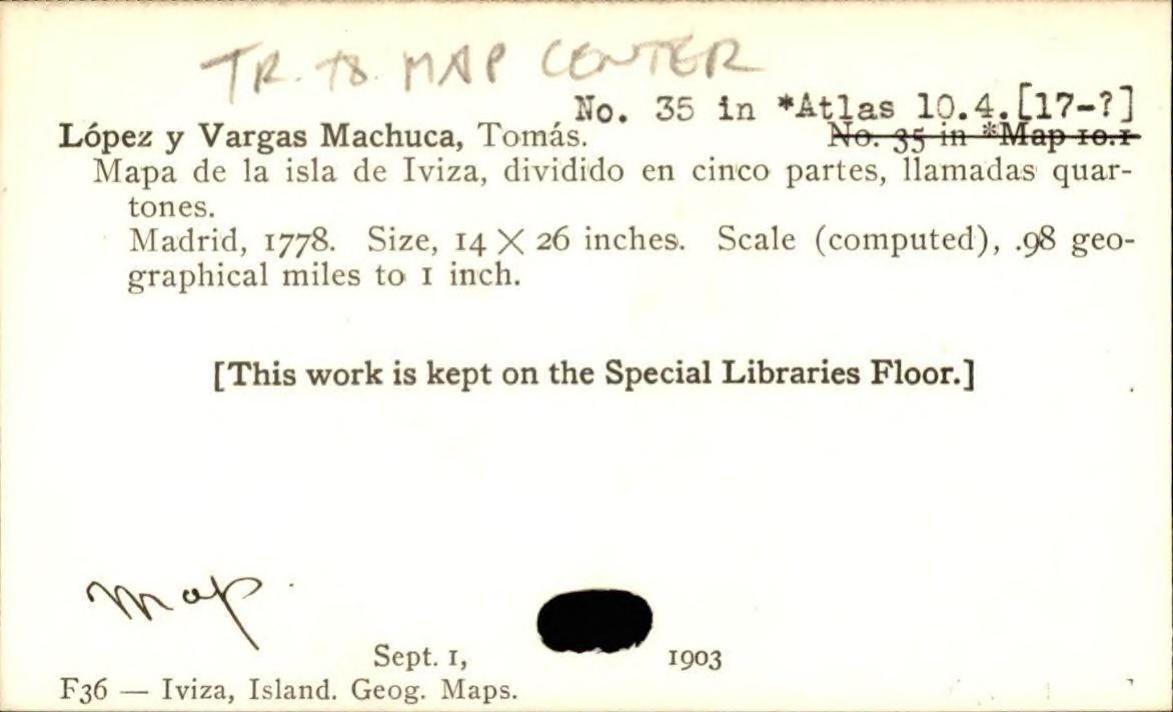 TR. TO MAP CENTER
No. 35 in *Atlas 10.4.[17-?]
López y Vargas Machuca, Tomás. No. 35 in *Map 10.1
Mapa de la isla de Iviza, dividido en cinco partes, llamadas quar-
tones.
Madrid, 1778. Size, 14 X 26 inches. Scale (computed), .98 geo-
graphical miles to 1 inch.
[This work is kept on the Special Libraries Floor.]
Map
Sept. 1, 1903
F36 — Iviza, Island. Geog. Maps.